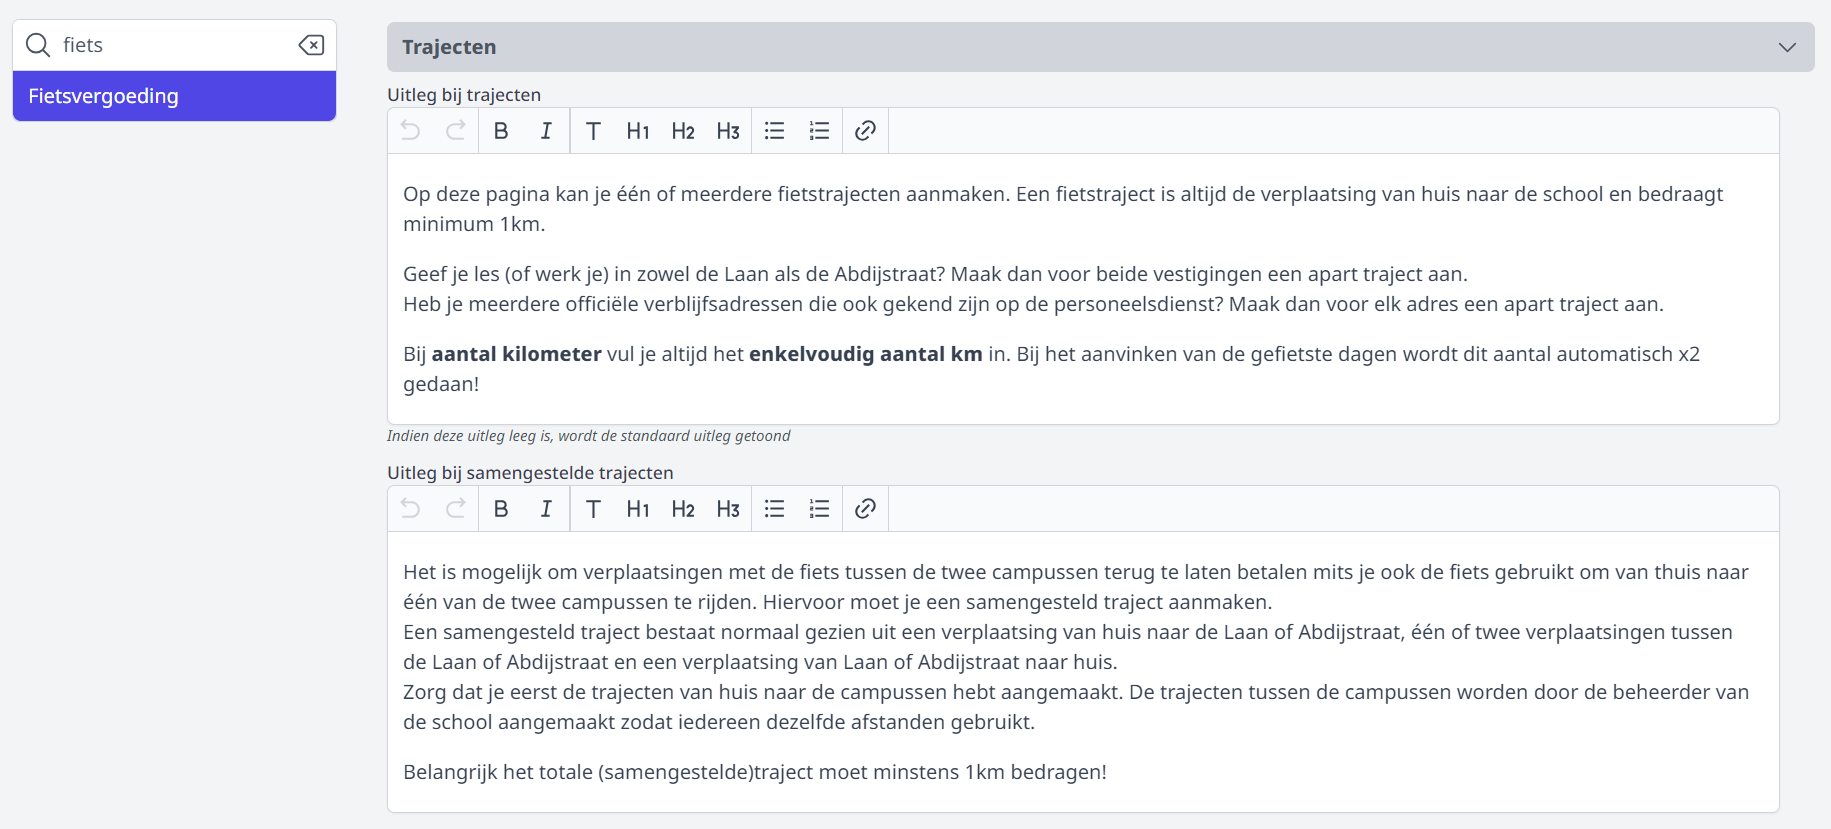 fiets
Fietsvergoeding
Trajecten
Uitleg bij trajecten
B I T H1 H2 H3
Op deze pagina kan je één of meerdere fietstrajecten aanmaken. Een fietstraject is altijd de verplaatsing van huis naar de school en bedraagt
minimum 1km.
Geef je les (of werk je) in zowel de Laan als de Abdijstraat? Maak dan voor beide vestigingen een apart traject aan.
Heb je meerdere officiële verblijfsadressen die ook gekend zijn op de personeelsdienst? Maak dan voor elk adres een apart traject aan.
Bij aantal kilometer vul je altijd het enkelvoudig aantal km in. Bij het aanvinken van de gefietste dagen wordt dit aantal automatisch x2
gedaan!
Indien deze uitleg leeg is, wordt de standaard uitleg getoond
Uitleg bij samengestelde trajecten
B I T H1 H2 H3
Het is mogelijk om verplaatsingen met de fiets tussen de twee campussen terug te laten betalen mits je ook de fiets gebruikt om van thuis naar
één van de twee campussen te rijden. Hiervoor moet je een samengesteld traject aanmaken.
Een samengesteld traject bestaat normaal gezien uit een verplaatsing van huis naar de Laan of Abdijstraat, één of twee verplaatsingen tussen
de Laan of Abdijstraat en een verplaatsing van Laan of Abdijstraat naar huis.
Zorg dat je eerst de trajecten van huis naar de campussen hebt aangemaakt. De trajecten tussen de campussen worden door de beheerder van
de school aangemaakt zodat iedereen dezelfde afstanden gebruikt.
Belangrijk het totale (samengestelde)traject moet minstens 1km bedragen!